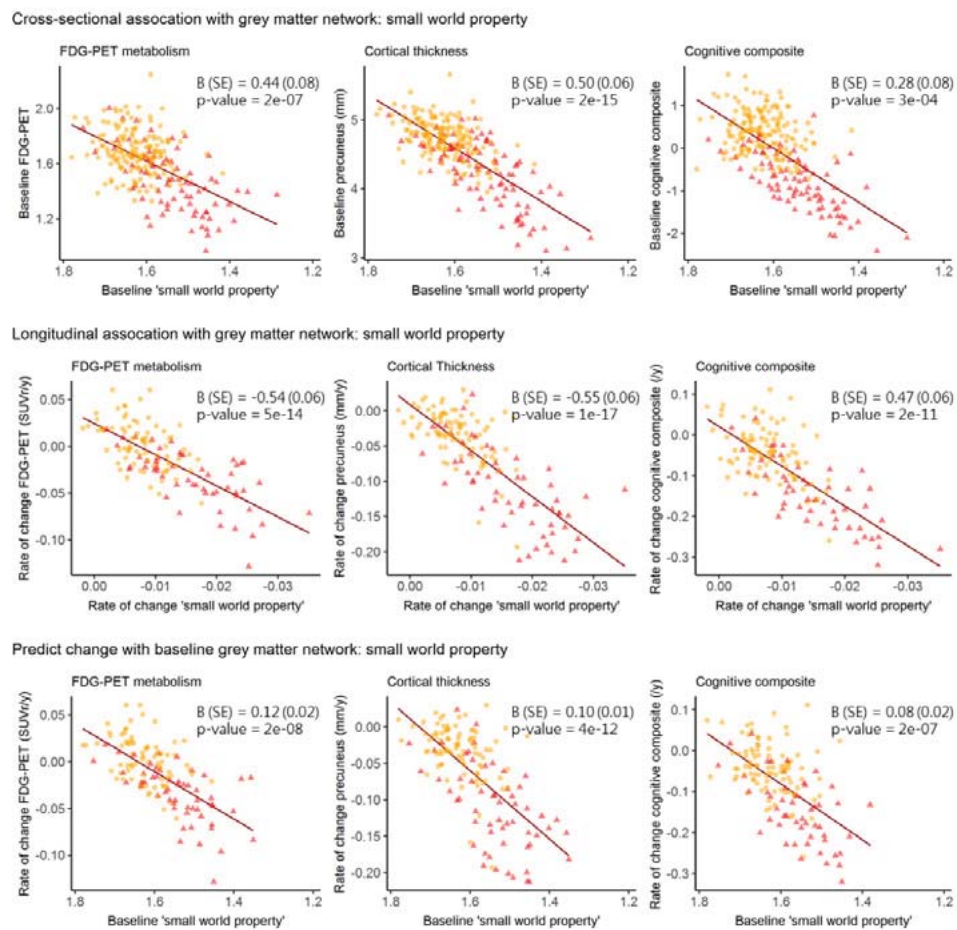 Cross-sectional assocation with grey matter network: small world property
FDG-PET metabolism
Cortical thickness
Cognitive composite
B (SE) = 0.44 (0.08)
p-value = 2e-07
B (SE) = 0.50 (0.06)
p-value = 2e-15
B (SE) = 0.28 (0.08)
p-value = 3e-04
Baseline FDG-PET
2.0
1.6
1.2
Baseline precuneus (mm)
5
4
3
Baseline cognitive composite
1
0
-1
-2
1.8 1.6 1.4 1.2
1.8 1.6 1.4 1.2
1.8 1.6 1.4 1.2
Baseline 'small world property'
Baseline 'small world property'
Baseline 'small world property'
Longitudinal assocation with grey matter network: small world property
FDG-PET metabolism
Cortical Thickness
Cognitive composite
B (SE) = -0.54 (0.06)
p-value = 5e-14
B (SE) = -0.55 (0.06)
p-value = 1e-17
B (SE) = 0.47 (0.06)
p-value = 2e-11
Rate of change FDG-PET (SUVr/y)
0.05
0.00
-0.05
-0.10
Rate of change precuneus (mm/y)
0.00
-0.05
-0.10
-0.15
-0.20
Rate of change cognitive composite (/y)
0.1
0.0
-0.1
-0.2
-0.3
0.00 -0.01 -0.02 -0.03
0.00 -0.01 -0.02 -0.03
0.00 -0.01 -0.02 -0.03
Rate of change 'small world property'
Rate of change 'small world property'
Rate of change 'small world property'
Predict change with baseline grey matter network: small world property
FDG-PET metabolism
Cortical thickness
Cognitive composite
B (SE) = 0.12 (0.02)
p-value = 2e-08
B (SE) = 0.10 (0.01)
p-value = 4e-12
B (SE) = 0.08 (0.02)
p-value = 2e-07
Rate of change FDG-PET (SUVr/y)
0.05
0.00
-0.05
-0.10
Rate of change precuneus (mm/y)
0.00
-0.05
-0.10
-0.15
-0.20
Rate of change cognitive composite (/y)
0.1
0.0
-0.1
-0.2
-0.3
1.8 1.6 1.4 1.2
1.8 1.6 1.4 1.2
1.8 1.6 1.4 1.2
Baseline 'small world property'
Baseline 'small world property'
Baseline 'small world property'